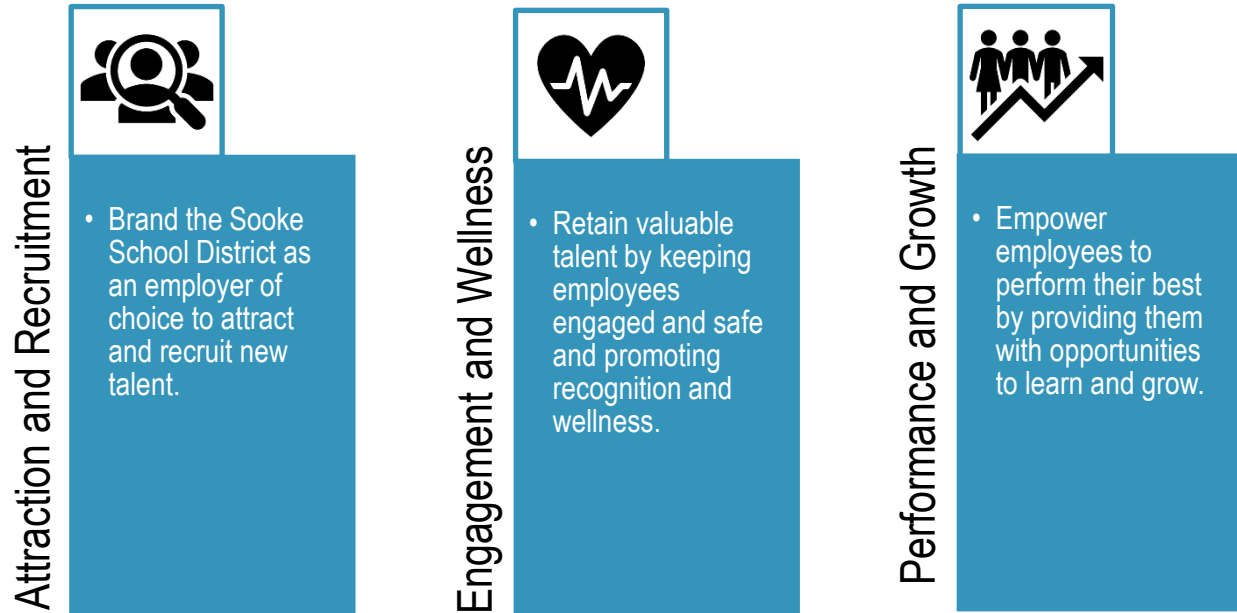 Attraction and Recruitment
• Brand the Sooke
School District as
an employer of
choice to attract
and recruit new
talent.
Engagement and Wellness
• Retain valuable
talent by keeping
employees
engaged and safe
and promoting
recognition and
wellness.
Performance and Growth
• Empower
employees to
perform their best
by providing them
with opportunities
to learn and grow.